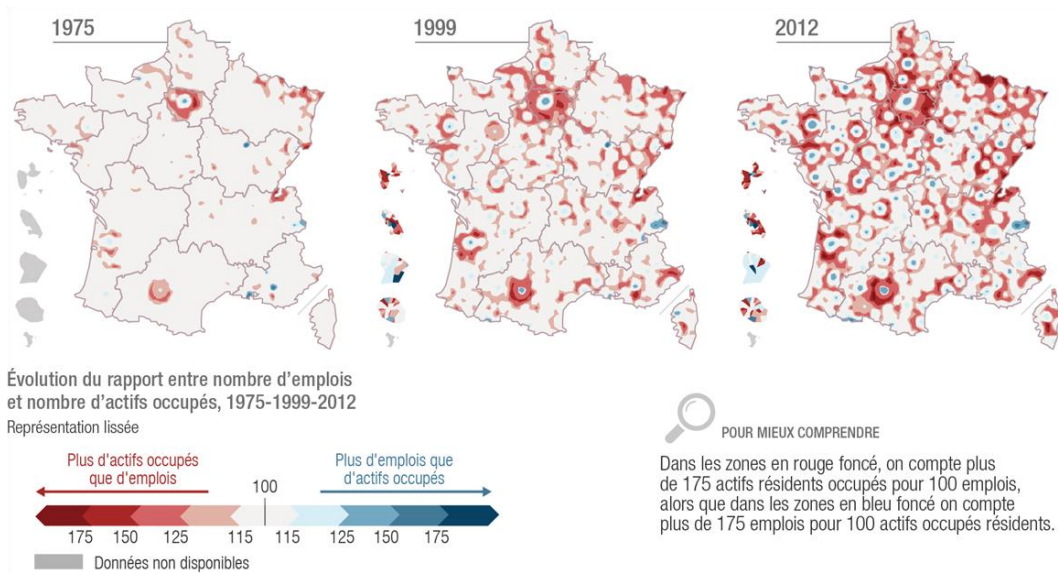 1975
1999
2012
Évolution du rapport entre nombre d'emplois
et nombre d'actifs occupés, 1975-1999-2012
Représentation lissée
Plus d'actifs occupés
que d'emplois
Plus d'emplois que
d'actifs occupés
100
175 150 125 115 115 125 150 175
Données non disponibles
POUR MIEUX COMPRENDRE
Dans les zones en rouge foncé, on compte plus
de 175 actifs résidents occupés pour 100 emplois,
alors que dans les zones en bleu foncé on compte
plus de 175 emplois pour 100 actifs occupés résidents.